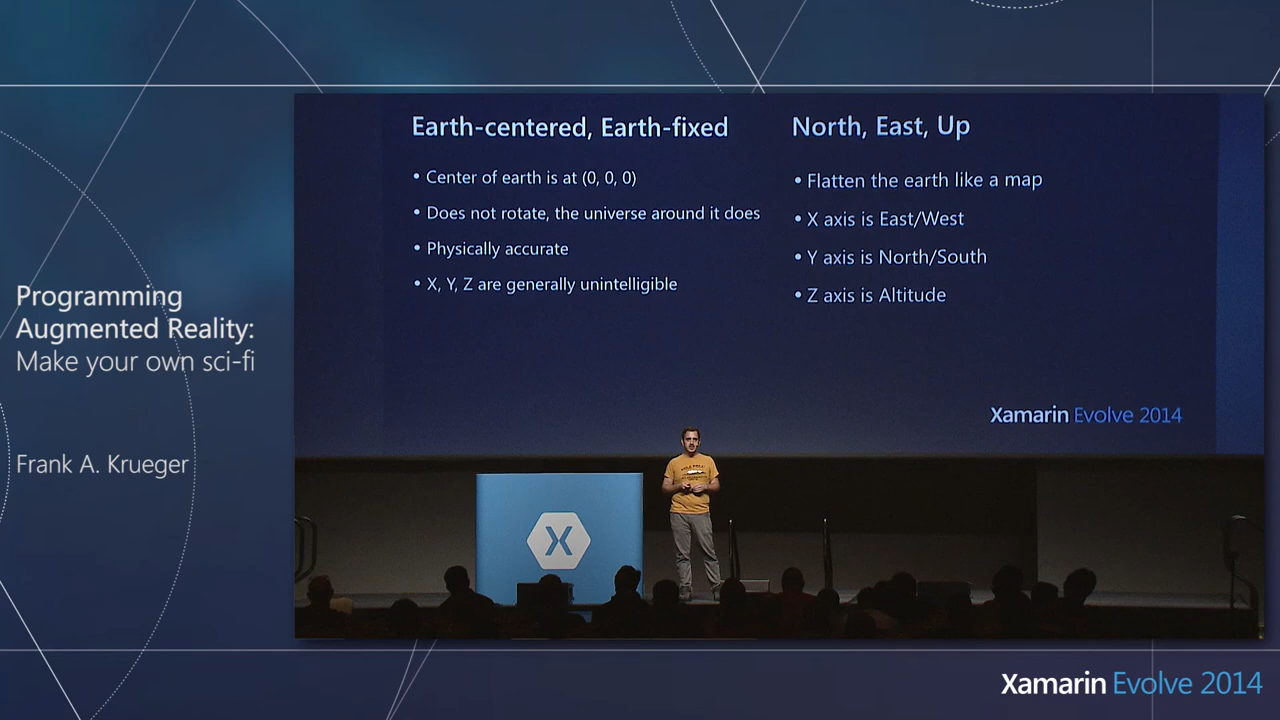 Programming
Augmented Reality:
Make your own sci-fi
Frank A. Krueger
Earth-centered, Earth-fixed
• Center of earth is at (0, 0, 0)
• Does not rotate, the universe around it does
• Physically accurate
• X, Y, Z are generally unintelligible
North, East, Up
• Flatten the earth like a map
• X axis is East/West
• Y axis is North/South
• Z axis is Altitude
Xamarin Evolve 2014
X
Xamarin Evolve 2014